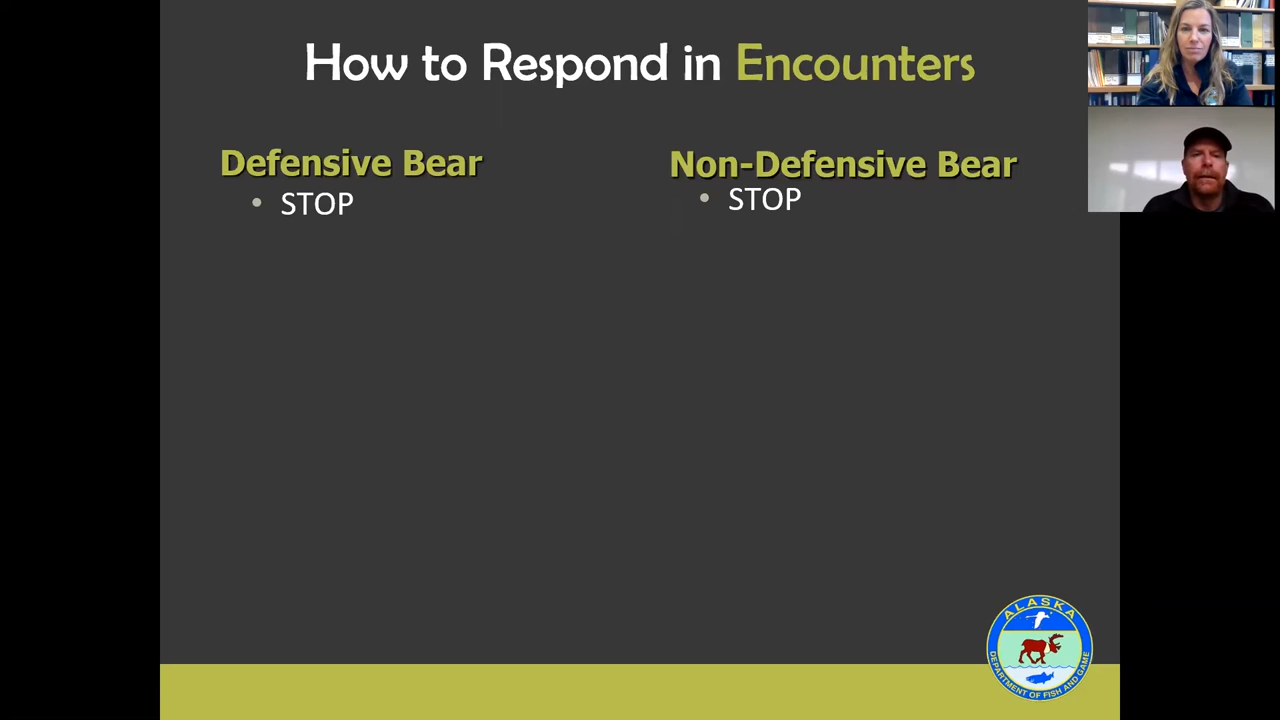 How to Respond in Encounters
Defensive Bear
• STOP
Non-Defensive Bear
• STOP
ALASKA
DEPARTMENT OF FISH AND GAME